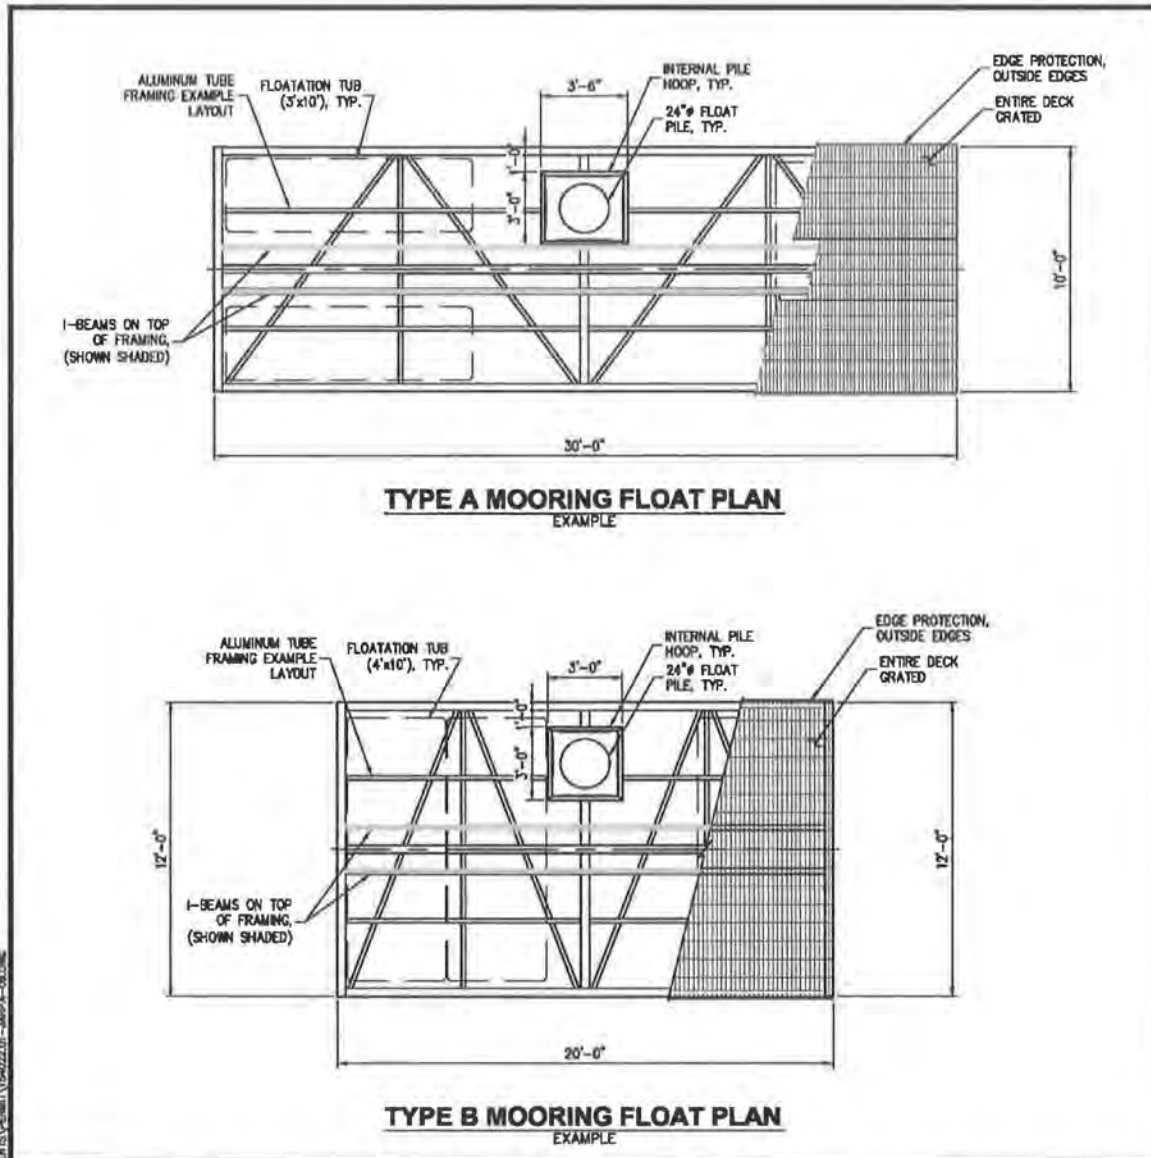 ALUMINUM TUBE
FRAMING EXAMPLE
LAYOUT
FLOATATION TUB
(3'x10'), TYP.
3'-6"
INTERNAL PILE
HOOP, TYP.
24"ø FLOAT
PILE, TYP.
EDGE PROTECTION,
OUTSIDE EDGES
ENTIRE DECK
GRATED
1'-0"
3'-0"
10'-0"
I-BEAMS ON TOP
OF FRAMING,
(SHOWN SHADED)
30'-0"
TYPE A MOORING FLOAT PLAN
EXAMPLE
ALUMINUM TUBE
FRAMING EXAMPLE
LAYOUT
FLOATATION TUB
(4'x10'), TYP.
3'-0"
INTERNAL PILE
HOOP, TYP.
24"ø FLOAT
PILE, TYP.
EDGE PROTECTION,
OUTSIDE EDGES
ENTIRE DECK
GRATED
1'-0"
3'-0"
12'-0"
12'-0"
I-BEAMS ON TOP
OF FRAMING,
(SHOWN SHADED)
20'-0"
TYPE B MOORING FLOAT PLAN
EXAMPLE